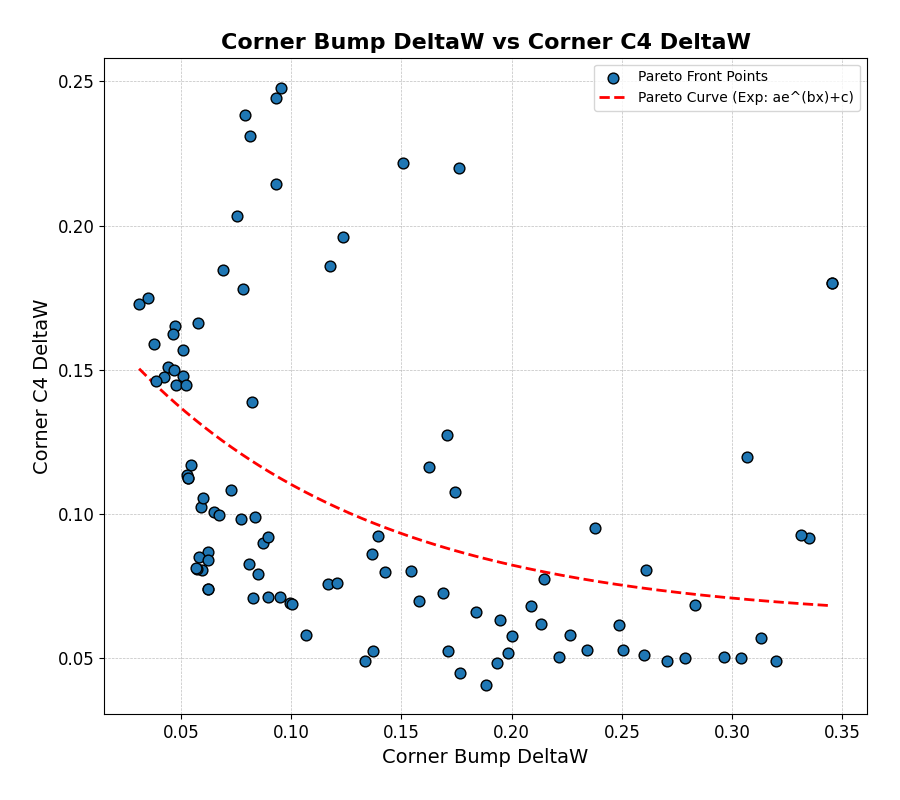 Corner Bump DeltaW vs Corner C4 DeltaW
Pareto Front Points
Pareto Curve (Exp: ae^(bx)+c)
Corner C4 DeltaW
0.25
0.20
0.15
0.10
0.05
0.05 0.10 0.15 0.20 0.25 0.30 0.35
Corner Bump DeltaW